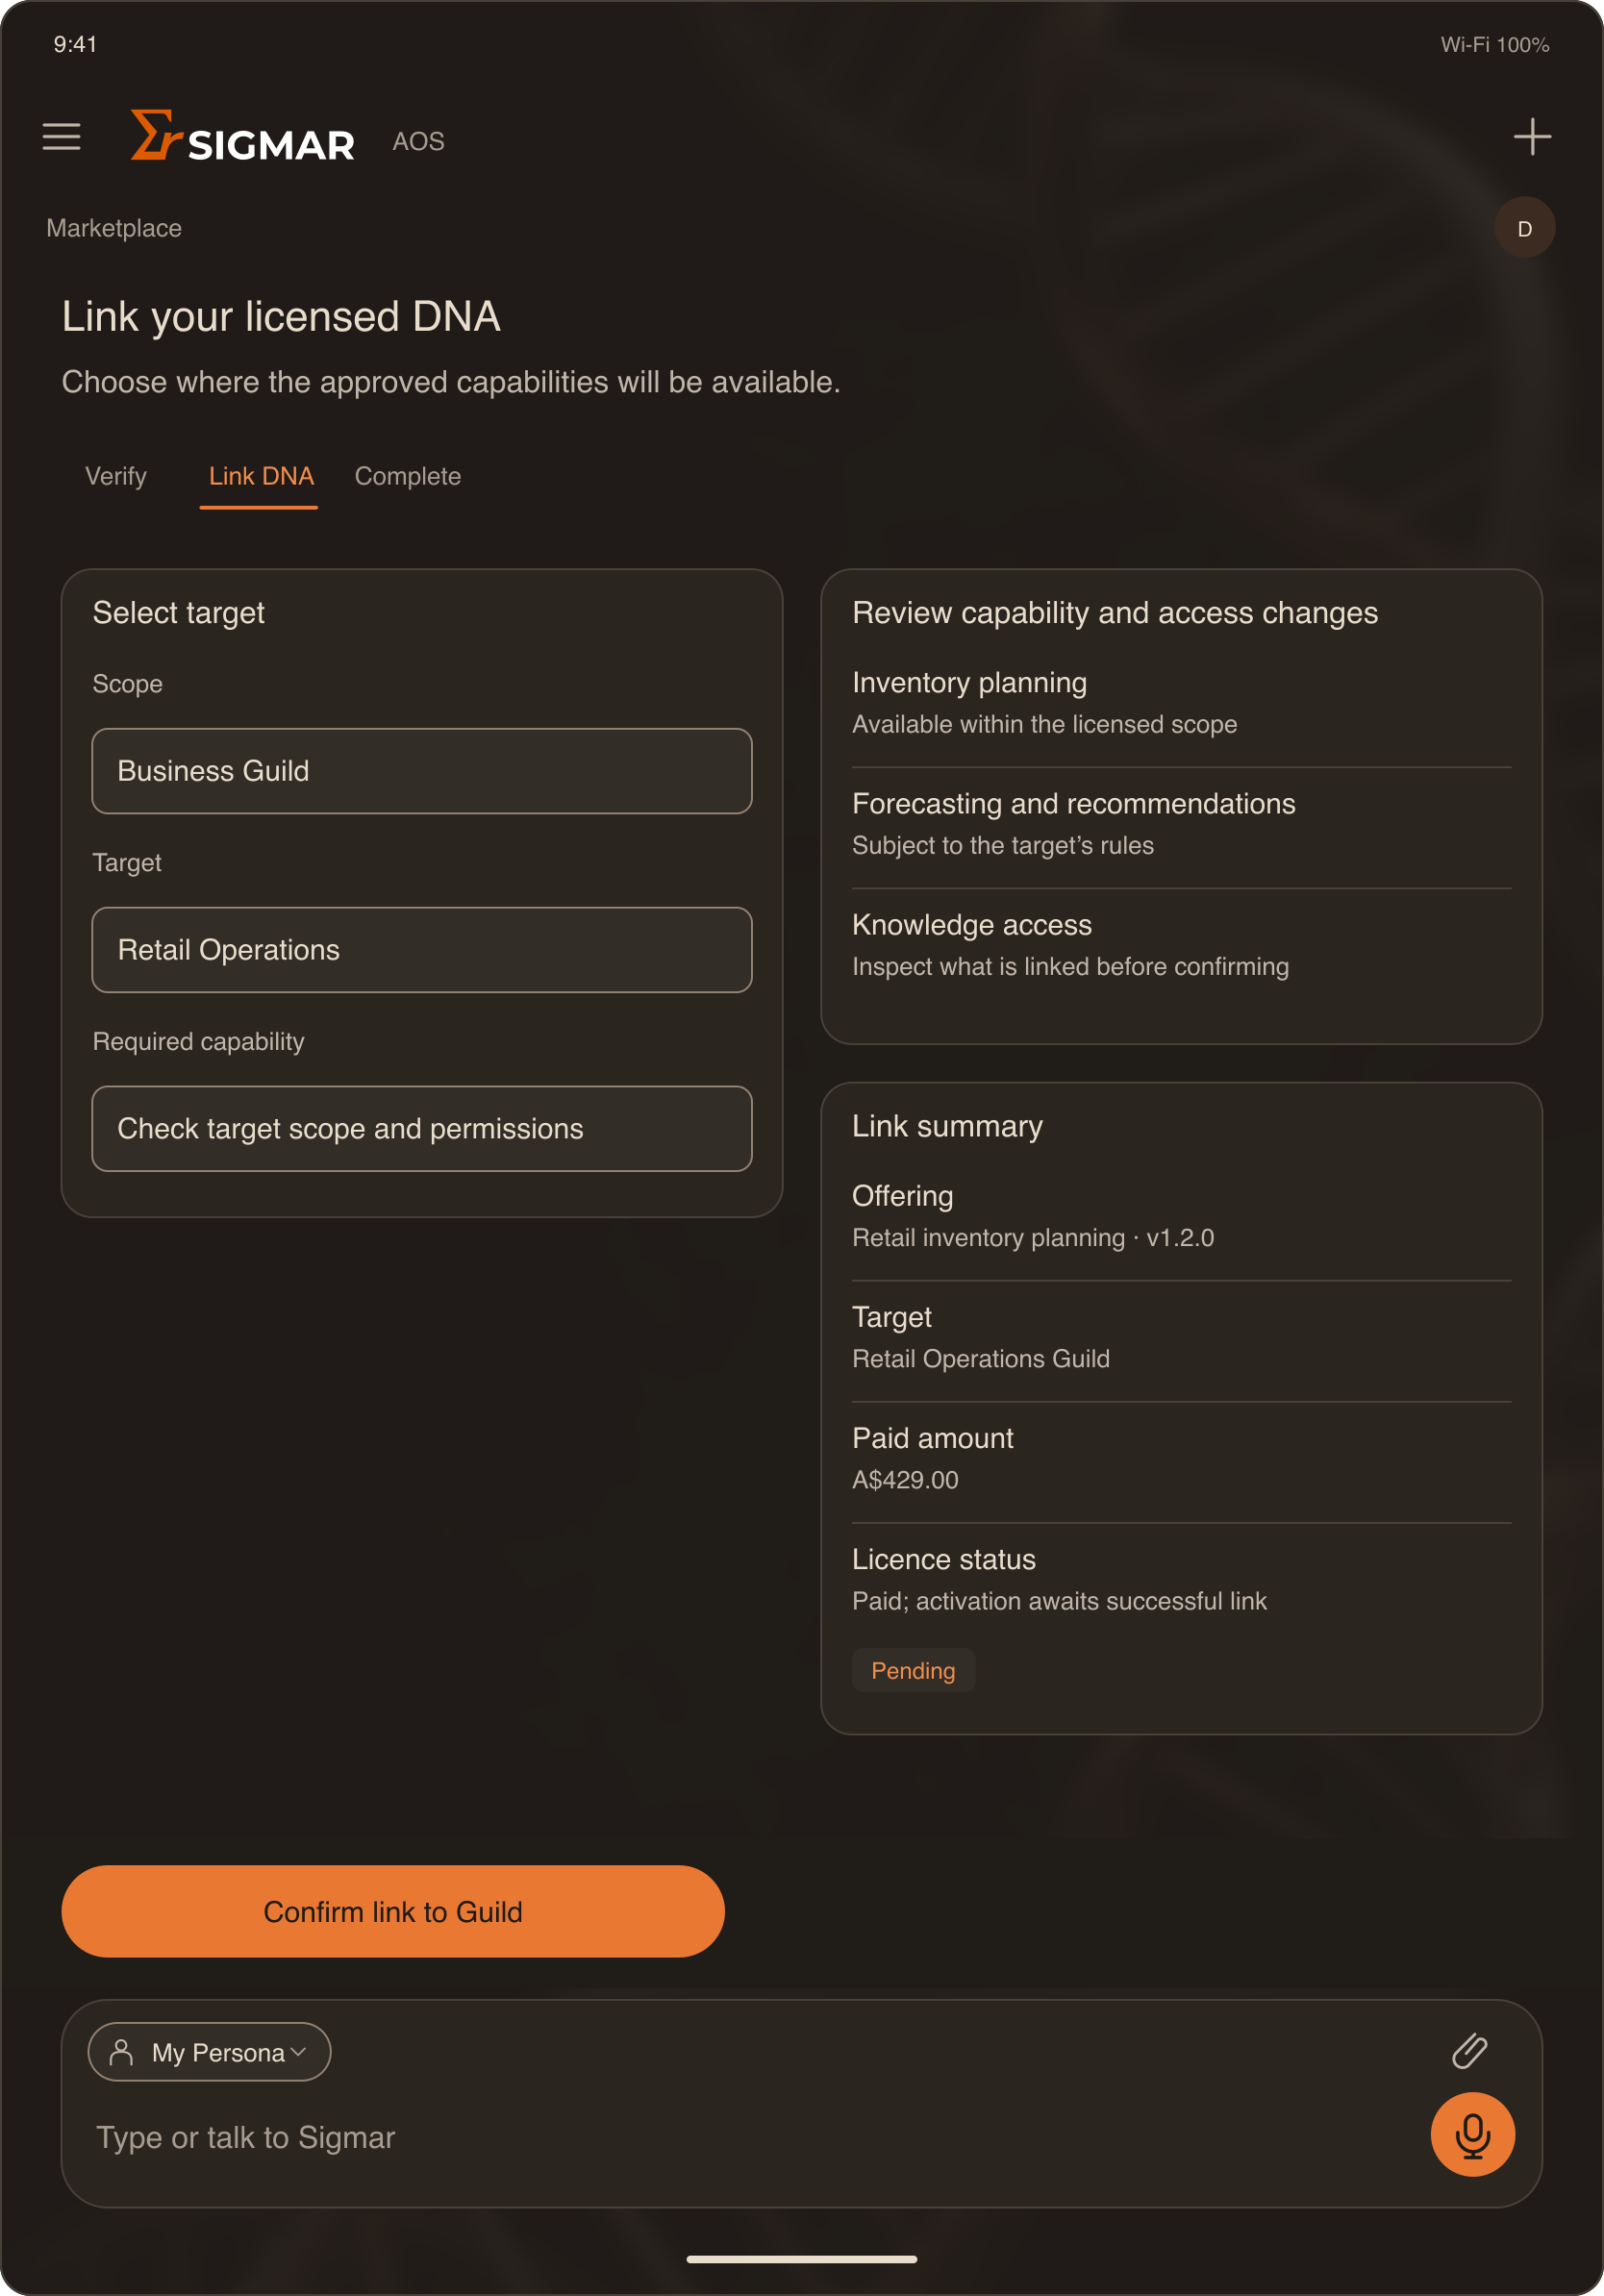 9:41
Wi-Fi 100%
Σr SIGMAR AOS
Marketplace
D
Link your licensed DNA
Choose where the approved capabilities will be available.
Verify
Link DNA
Complete
Select target
Scope
Business Guild
Target
Retail Operations
Required capability
Check target scope and permissions
Review capability and access changes
Inventory planning
Available within the licensed scope
Forecasting and recommendations
Subject to the target’s rules
Knowledge access
Inspect what is linked before confirming
Link summary
Offering
Retail inventory planning · v1.2.0
Target
Retail Operations Guild
Paid amount
A$429.00
Licence status
Paid; activation awaits successful link
Pending
Confirm link to Guild
My Persona
Type or talk to Sigmar